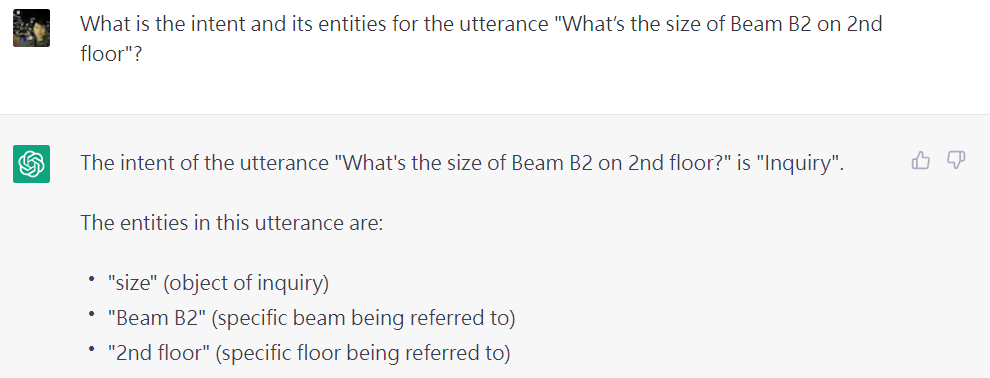 What is the intent and its entities for the utterance "What’s the size of Beam B2 on 2nd
floor"?
The intent of the utterance "What's the size of Beam B2 on 2nd floor?" is "Inquiry".
The entities in this utterance are:
• "size" (object of inquiry)
• "Beam B2" (specific beam being referred to)
• "2nd floor" (specific floor being referred to)